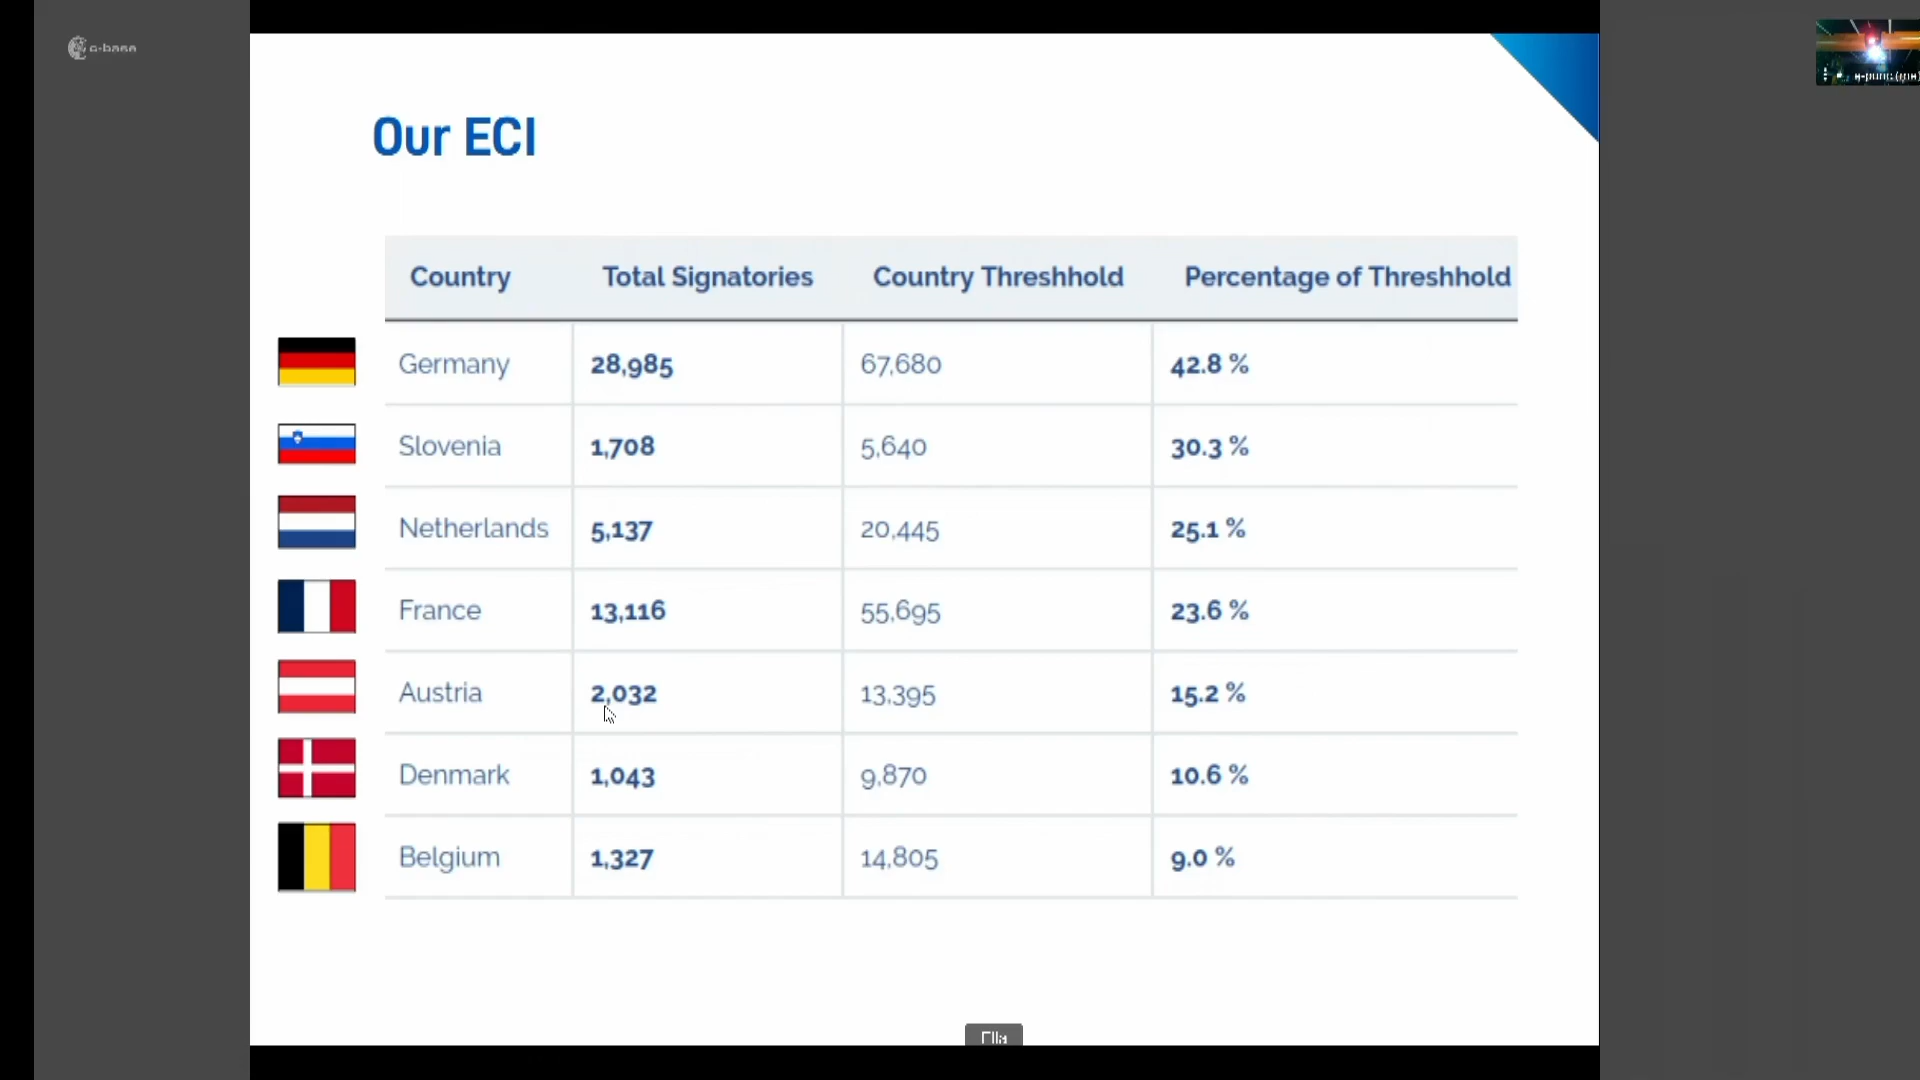 c-base
Our ECI
Country Total Signatories Country Threshhold Percentage of Threshhold
Germany 28,985 67,680 42.8 %
Slovenia 1,708 5,640 30.3 %
Netherlands 5,137 20,445 25.1 %
France 13,116 55,695 23.6 %
Austria 2,032 13,395 15.2 %
Denmark 1,043 9,870 10.6 %
Belgium 1,327 14,805 9.0 %